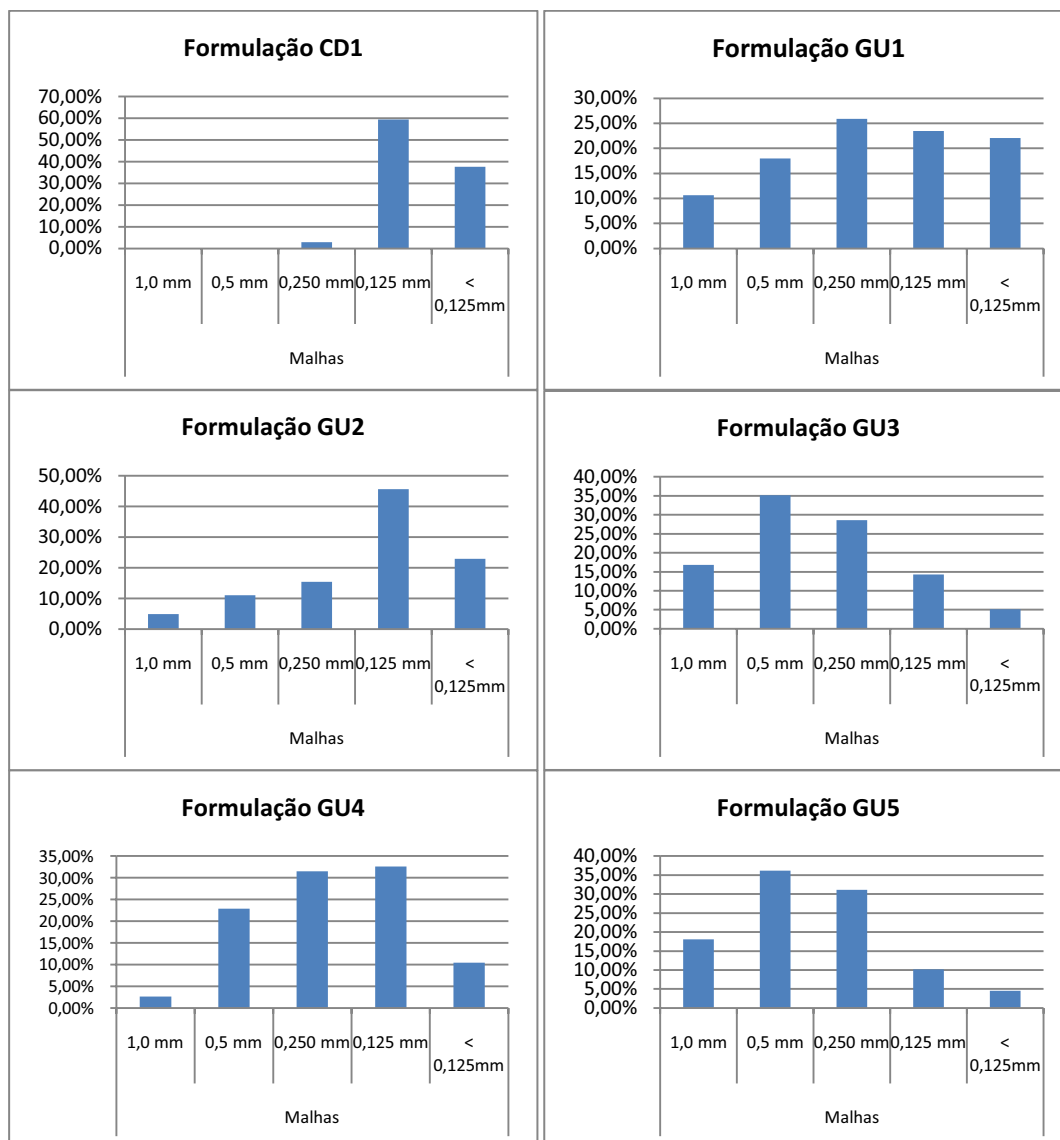 Formulação CD1
70,00%
60,00%
50,00%
40,00%
30,00%
20,00%
10,00%
0,00%
1,0 mm 0,5 mm 0,250 mm 0,125 mm <
0,125mm
Malhas
Formulação GU1
30,00%
25,00%
20,00%
15,00%
10,00%
5,00%
0,00%
1,0 mm 0,5 mm 0,250 mm 0,125 mm <
0,125mm
Malhas
Formulação GU2
50,00%
40,00%
30,00%
20,00%
10,00%
0,00%
1,0 mm 0,5 mm 0,250 mm 0,125 mm <
0,125mm
Malhas
Formulação GU3
40,00%
35,00%
30,00%
25,00%
20,00%
15,00%
10,00%
5,00%
0,00%
1,0 mm 0,5 mm 0,250 mm 0,125 mm <
0,125mm
Malhas
Formulação GU4
35,00%
30,00%
25,00%
20,00%
15,00%
10,00%
5,00%
0,00%
1,0 mm 0,5 mm 0,250 mm 0,125 mm <
0,125mm
Malhas
Formulação GU5
40,00%
35,00%
30,00%
25,00%
20,00%
15,00%
10,00%
5,00%
0,00%
1,0 mm 0,5 mm 0,250 mm 0,125 mm <
0,125mm
Malhas